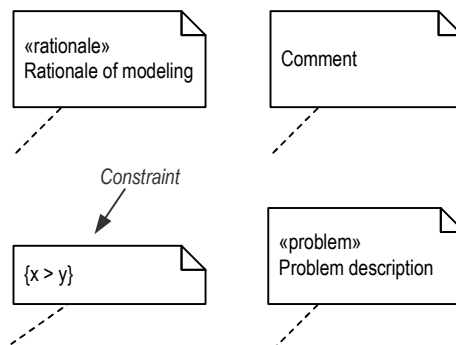 «rationale»
Rationale of modeling
Comment
Constraint
{x > y}
«problem»
Problem description